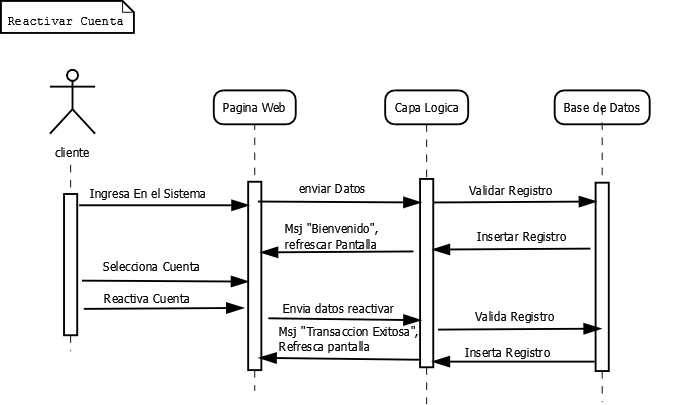 Reactivar Cuenta
Pagina Web
Capa Logica
Base de Datos
cliente
Ingresa En el Sistema
enviar Datos
Validar Registro
Msj "Bienvenido",
refrescar Pantalla
Insertar Registro
Selecciona Cuenta
Reactiva Cuenta
Envia datos reactivar
Valida Registro
Msj "Transaccion Exitosa",
Refresca pantalla
Inserta Registro